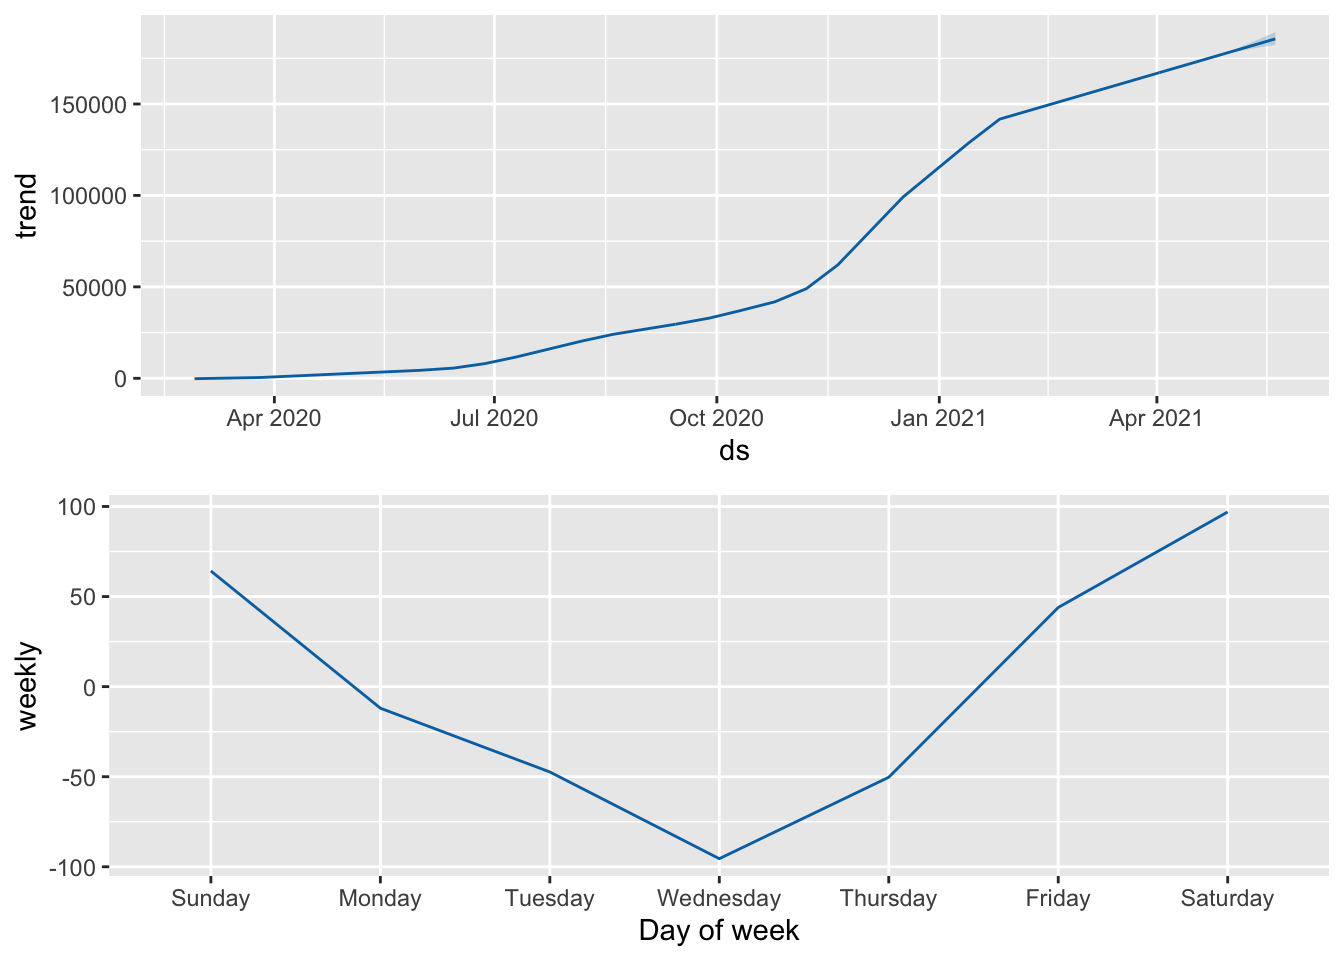 trend
150000
100000
50000
0
Apr 2020 Jul 2020 Oct 2020 Jan 2021 Apr 2021
ds
weekly
100
50
0
-50
-100
Sunday Monday Tuesday Wednesday Thursday Friday Saturday
Day of week